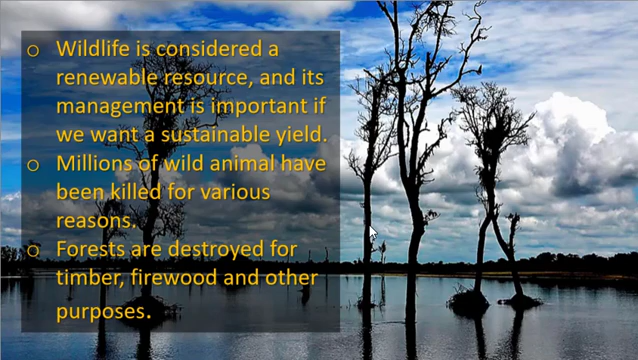 o Wildlife is considered a
renewable resource, and its
management is important if
we want a sustainable yield.
o Millions of wild animal have
been killed for various
reasons.
o Forests are destroyed for
timber, firewood and other
purposes.